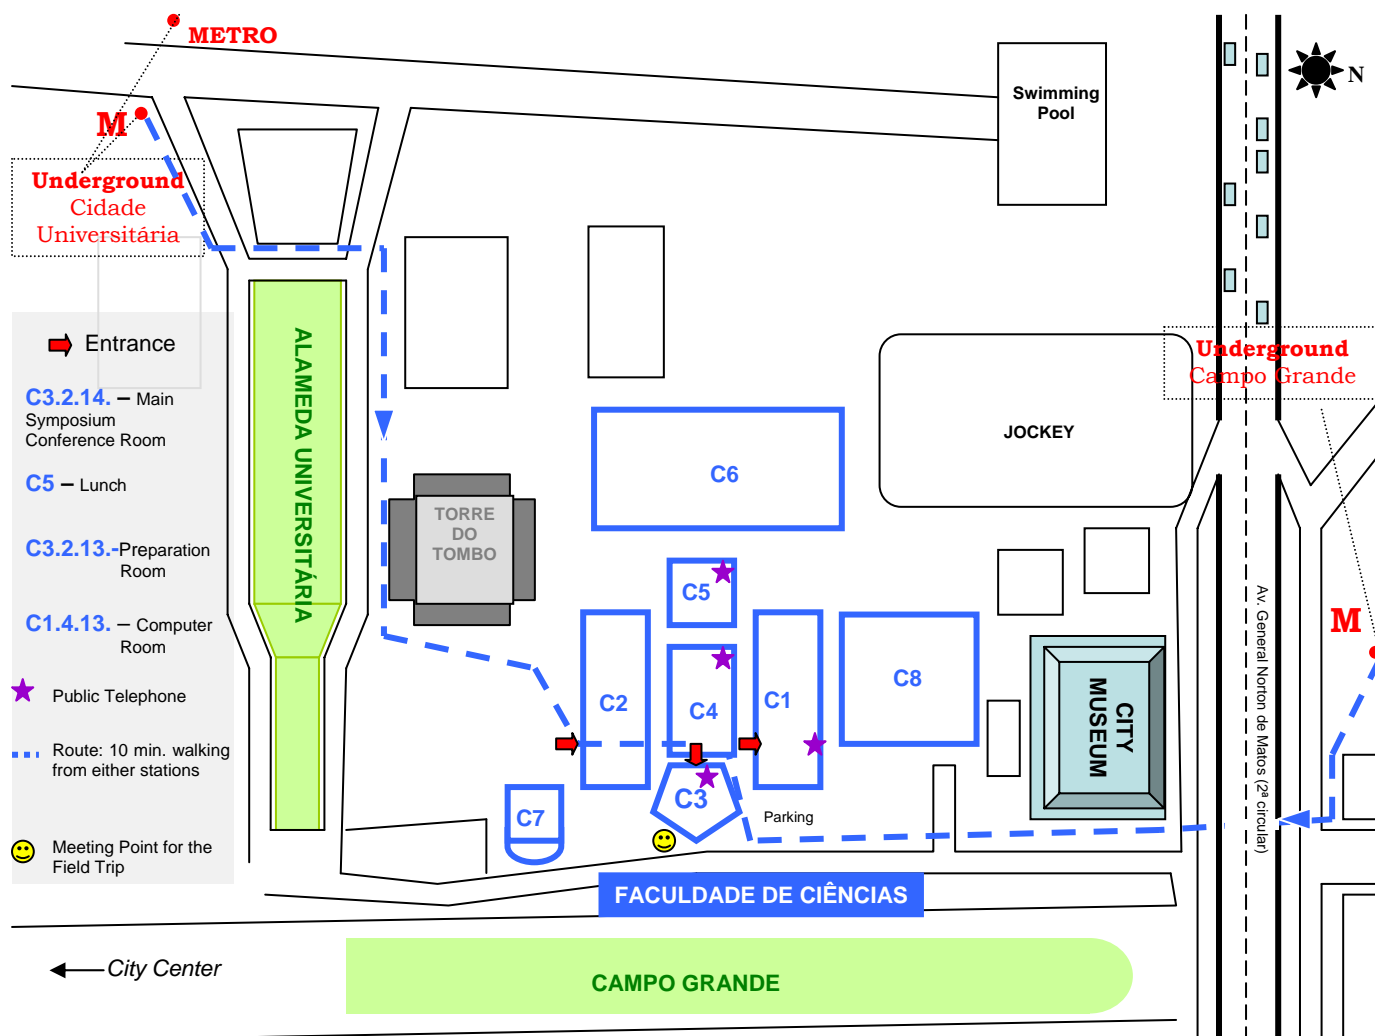 METRO
M
Underground
Cidade
Universitária
Entrance
C3.2.14. – Main
Symposium
Conference Room
C5 – Lunch
C3.2.13.-Preparation
Room
C1.4.13. – Computer
Room
Public Telephone
Route: 10 min. walking
from either stations
Meeting Point for the
Field Trip
ALAMEDA UNIVERSITÁRIA
TORRE
DO
TOMBO
Swimming
Pool
N
Underground
Campo Grande
JOCKEY
C6
C5
C2
C4
C1
C8
C3
C7
Parking
CITY
MUSEUM
M
Av. General Norton de Matos (2ª circular)
FACULDADE DE CIÊNCIAS
City Center
CAMPO GRANDE